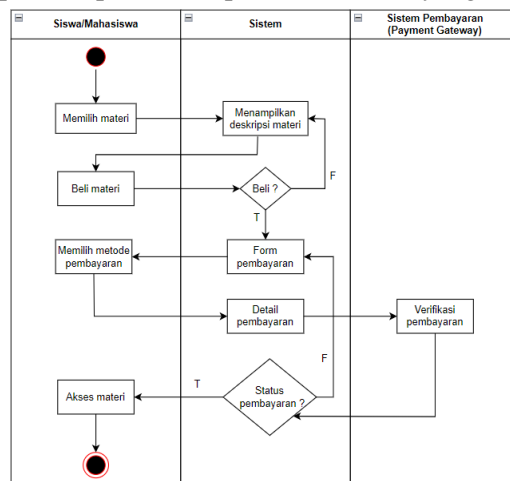 Siswa/Mahasiswa
Sistem
Sistem Pembayaran
(Payment Gateway)
Memilih materi
Menampilkan
deskripsi materi
F
Beli materi
Beli ?
T
Memilih metode
pembayaran
Form
pembayaran
Detail
pembayaran
Verifikasi
pembayaran
F
T
Akses materi
Status
pembayaran ?